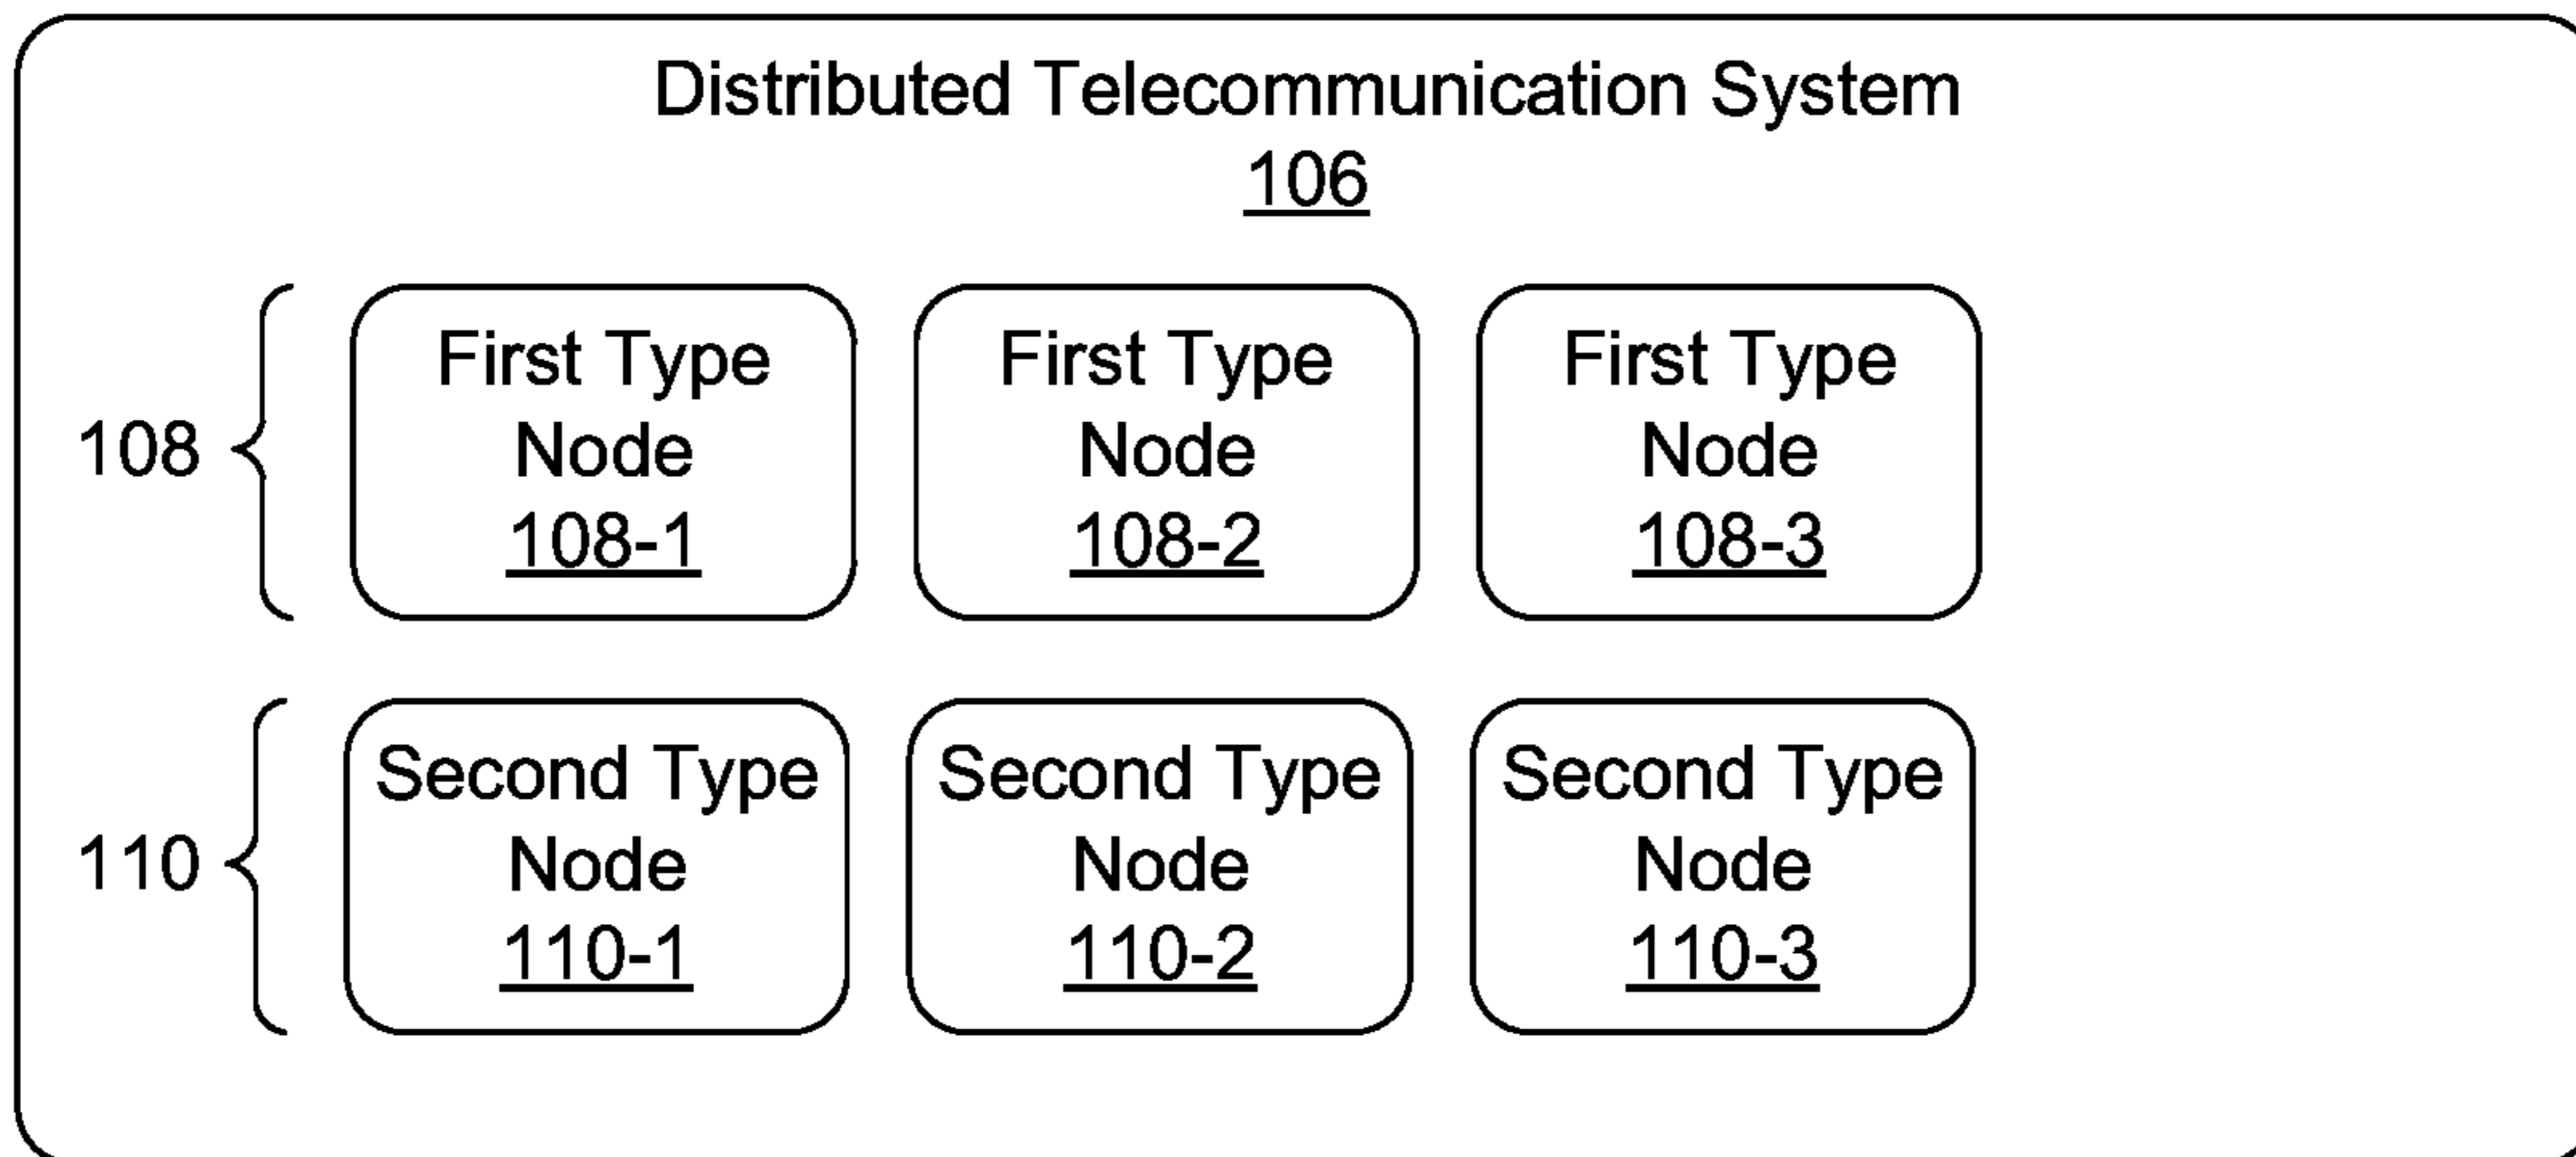 Distributed Telecommunication System
106
108
First Type
Node
108-1
First Type
Node
108-2
First Type
Node
108-3
110
Second Type
Node
110-1
Second Type
Node
110-2
Second Type
Node
110-3